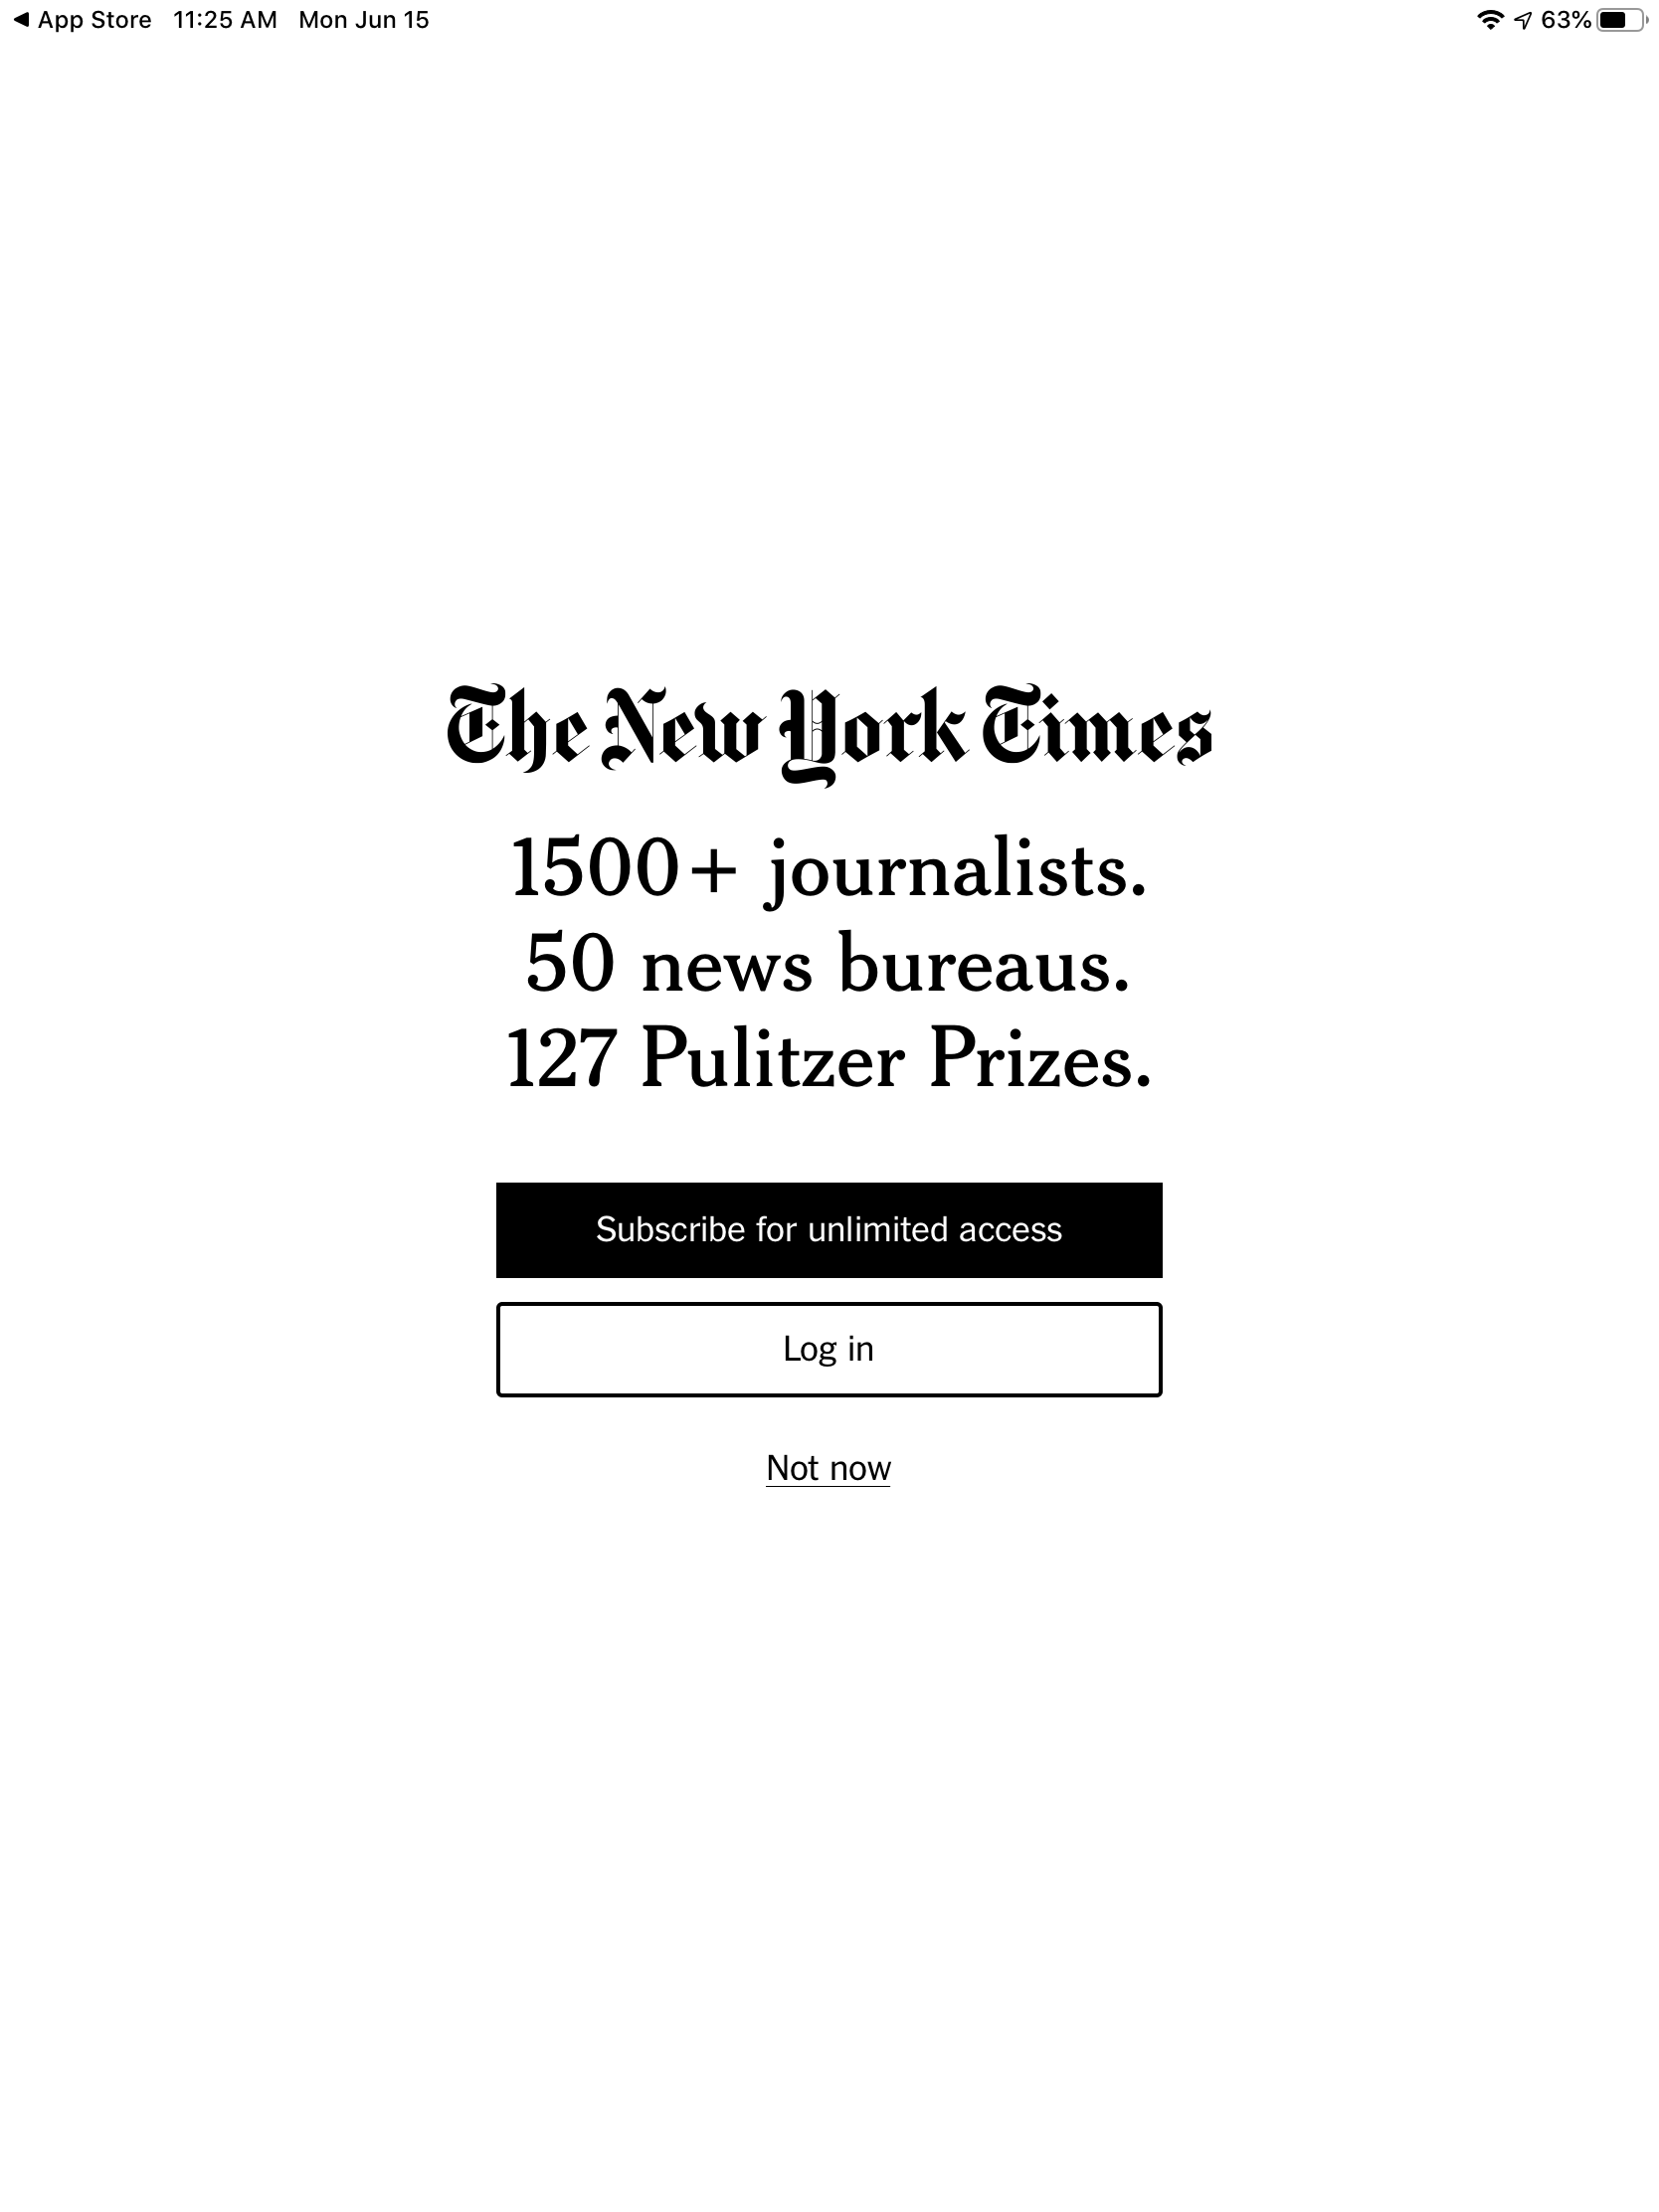 App Store 11:25 AM Mon Jun 15 63%
The New York Times
1500+ journalists.
50 news bureaus.
127 Pulitzer Prizes.
Subscribe for unlimited access
Log in
Not now